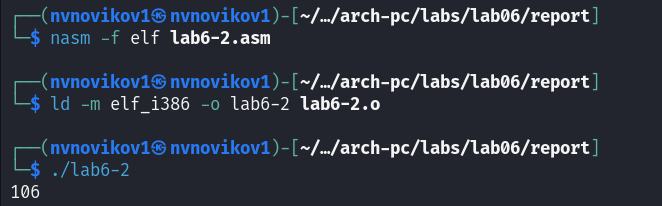 ┌──(nvnovikov1㉿nvnovikov1)-[~/…/arch-pc/labs/lab06/report]
└─$ nasm -f elf lab6-2.asm
┌──(nvnovikov1㉿nvnovikov1)-[~/…/arch-pc/labs/lab06/report]
└─$ ld -m elf_i386 -o lab6-2 lab6-2.o
┌──(nvnovikov1㉿nvnovikov1)-[~/…/arch-pc/labs/lab06/report]
└─$ ./lab6-2
106